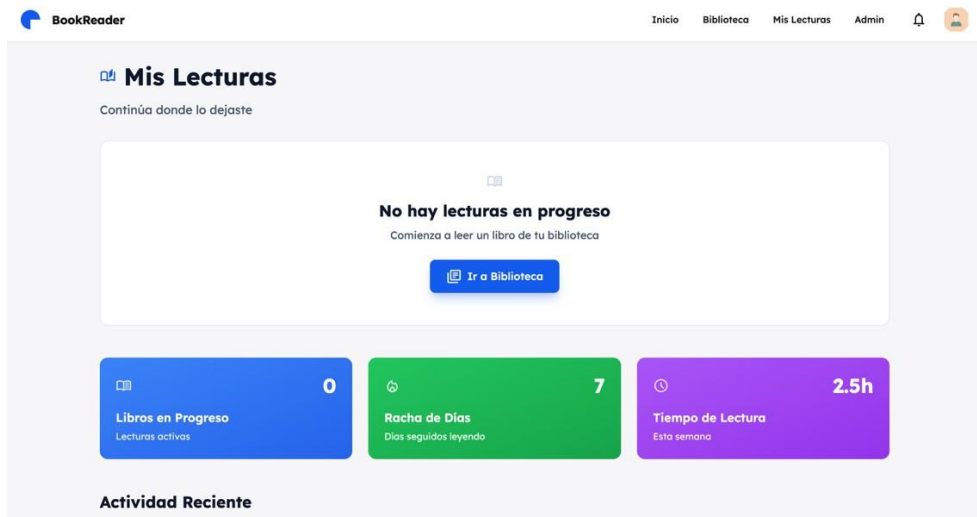 BookReader
Inicio Biblioteca Mis Lecturas Admin
Mis Lecturas
Continúa donde lo dejaste
No hay lecturas en progreso
Comienza a leer un libro de tu biblioteca
Ir a Biblioteca
0
Libros en Progreso
Lecturas activas
7
Racha de Días
Días seguidos leyendo
2.5h
Tiempo de Lectura
Esta semana
Actividad Reciente